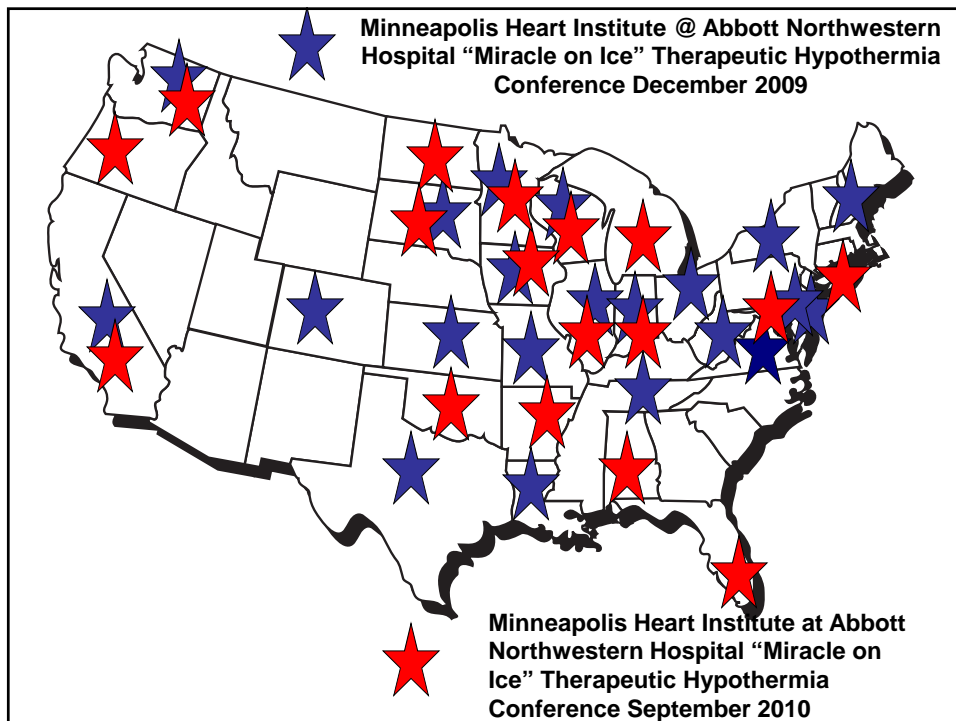 Minneapolis Heart Institute @ Abbott Northwestern
Hospital “Miracle on Ice” Therapeutic Hypothermia
Conference December 2009
Minneapolis Heart Institute at Abbott
Northwestern Hospital “Miracle on
Ice” Therapeutic Hypothermia
Conference September 2010